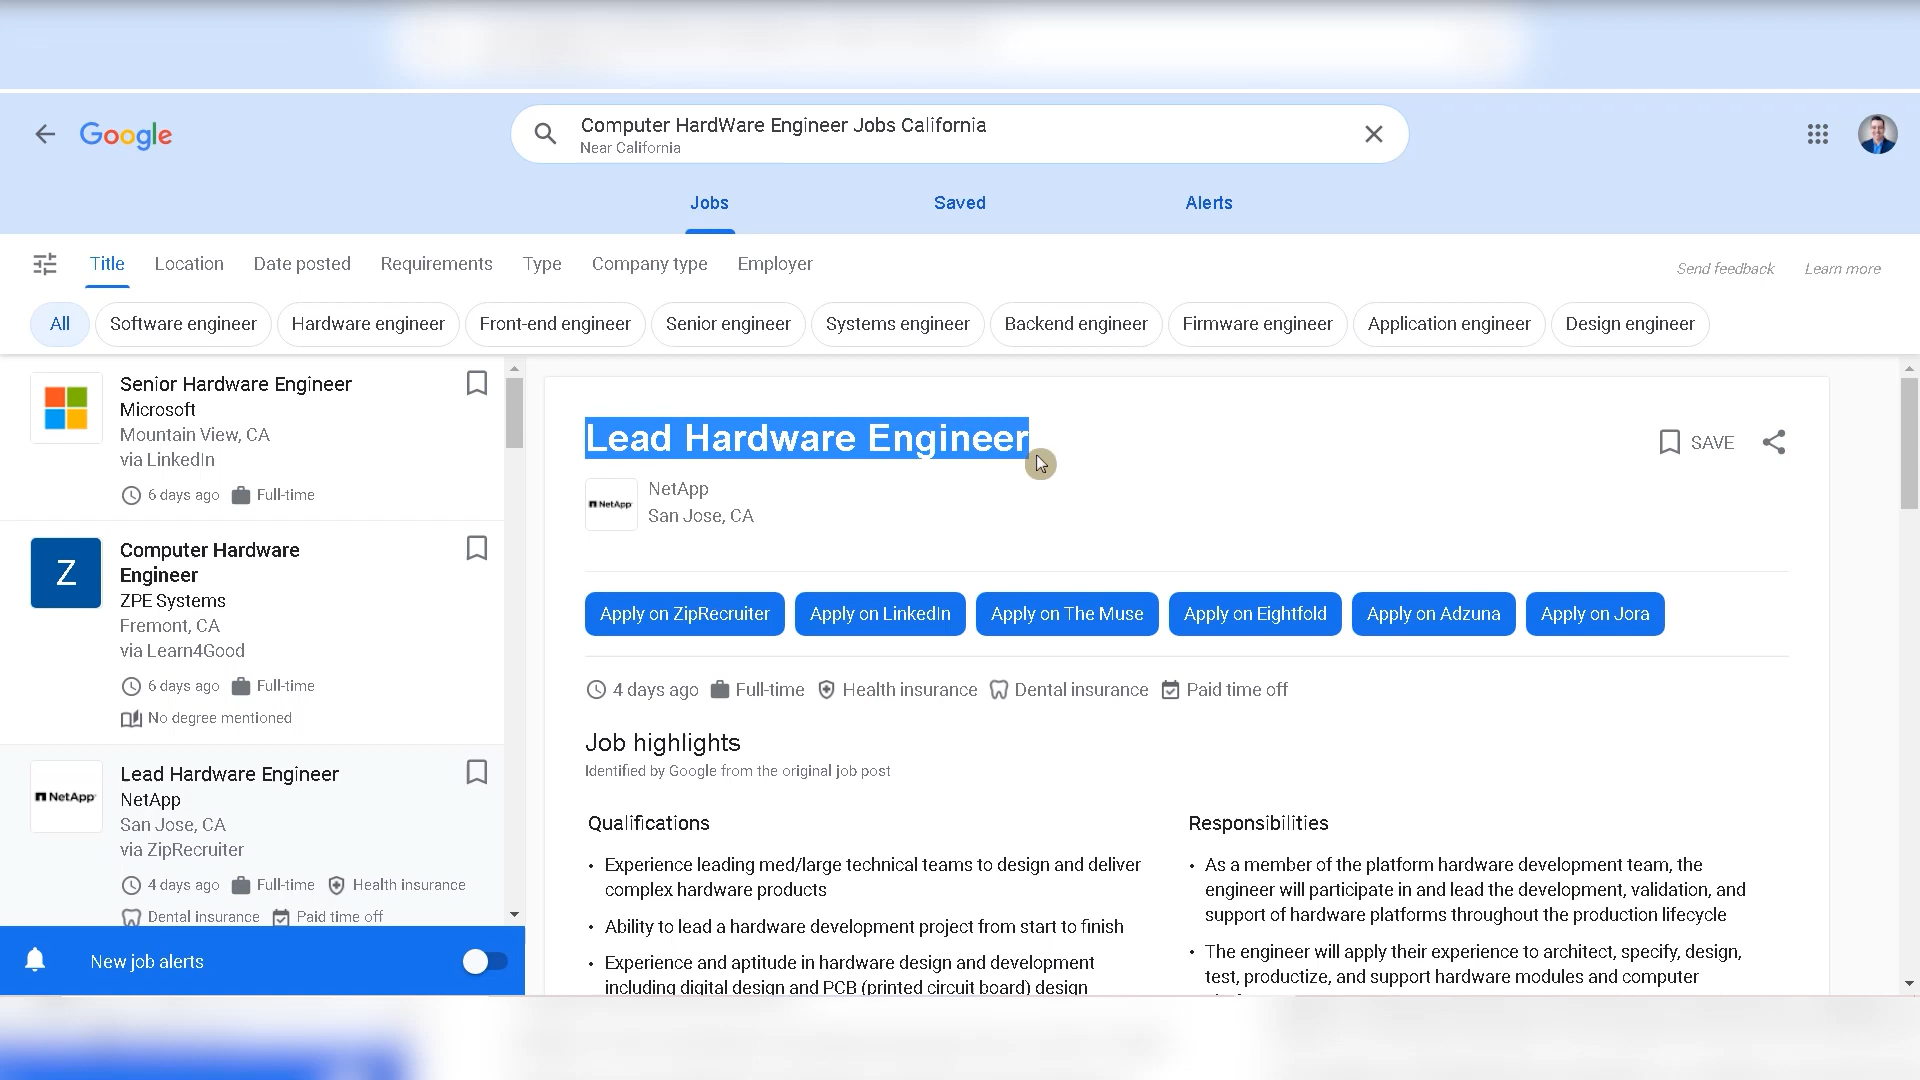 Google
Computer HardWare Engineer Jobs California
Near California
Jobs
Saved
Alerts
Title
Location
Date posted
Requirements
Type
Company type
Employer
Send feedback
Learn more
All
Software engineer
Hardware engineer
Front-end engineer
Senior engineer
Systems engineer
Backend engineer
Firmware engineer
Application engineer
Design engineer
Senior Hardware Engineer
Microsoft
Mountain View, CA
via LinkedIn
6 days ago
Full-time
Z
Computer Hardware
Engineer
ZPE Systems
Fremont, CA
via Learn4Good
6 days ago
Full-time
No degree mentioned
NetApp
Lead Hardware Engineer
NetApp
San Jose, CA
via ZipRecruiter
4 days ago
Full-time
Health insurance
Dental insurance
Paid time off
New job alerts
Lead Hardware Engineer
SAVE
NetApp
NetApp
San Jose, CA
Apply on ZipRecruiter
Apply on LinkedIn
Apply on The Muse
Apply on Eightfold
Apply on Adzuna
Apply on Jora
4 days ago
Full-time
Health insurance
Dental insurance
Paid time off
Job highlights
Identified by Google from the original job post
Qualifications
• Experience leading med/large technical teams to design and deliver
complex hardware products
• Ability to lead a hardware development project from start to finish
• Experience and aptitude in hardware design and development
including digital design and PCB (printed circuit board) design
Responsibilities
• As a member of the platform hardware development team, the
engineer will participate in and lead the development, validation, and
support of hardware platforms throughout the production lifecycle
• The engineer will apply their experience to architect, specify, design,
test, productize, and support hardware modules and computer